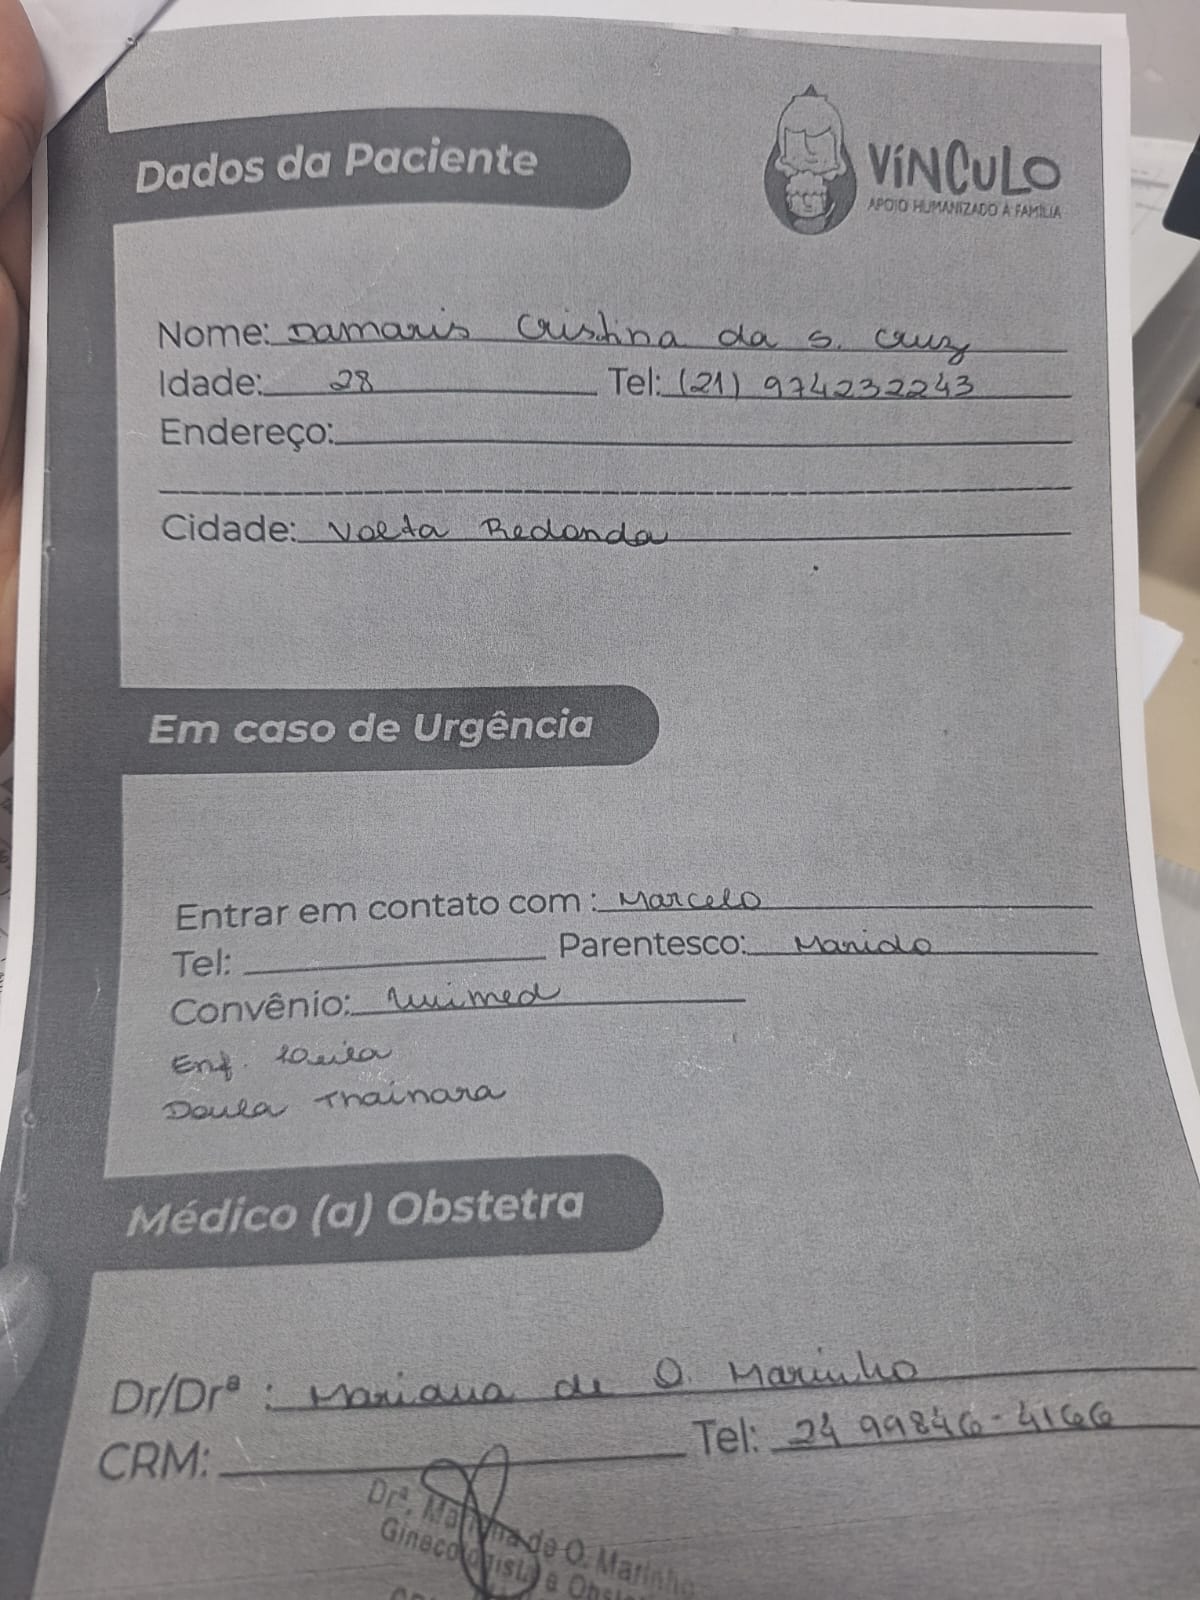 Dados da Paciente
VÍNCULO
APOIO HUMANIZADO À FAMÍLIA
Nome: Damaris Cristina da S. Cruz
Idade: 28 Tel: (21) 974232243
Endereço:
Cidade: Volta Redonda
Em caso de Urgência
Entrar em contato com: Marcelo
Tel: Parentesco: Marido
Convênio: Unimed
Enf.
Doula Thainara
Médico (a) Obstetra
Dr/Drª : Mariana de O. Marinho
CRM: Tel: 24 99846-4166
Drª. Mariana de O. Marinho
Ginecologista e